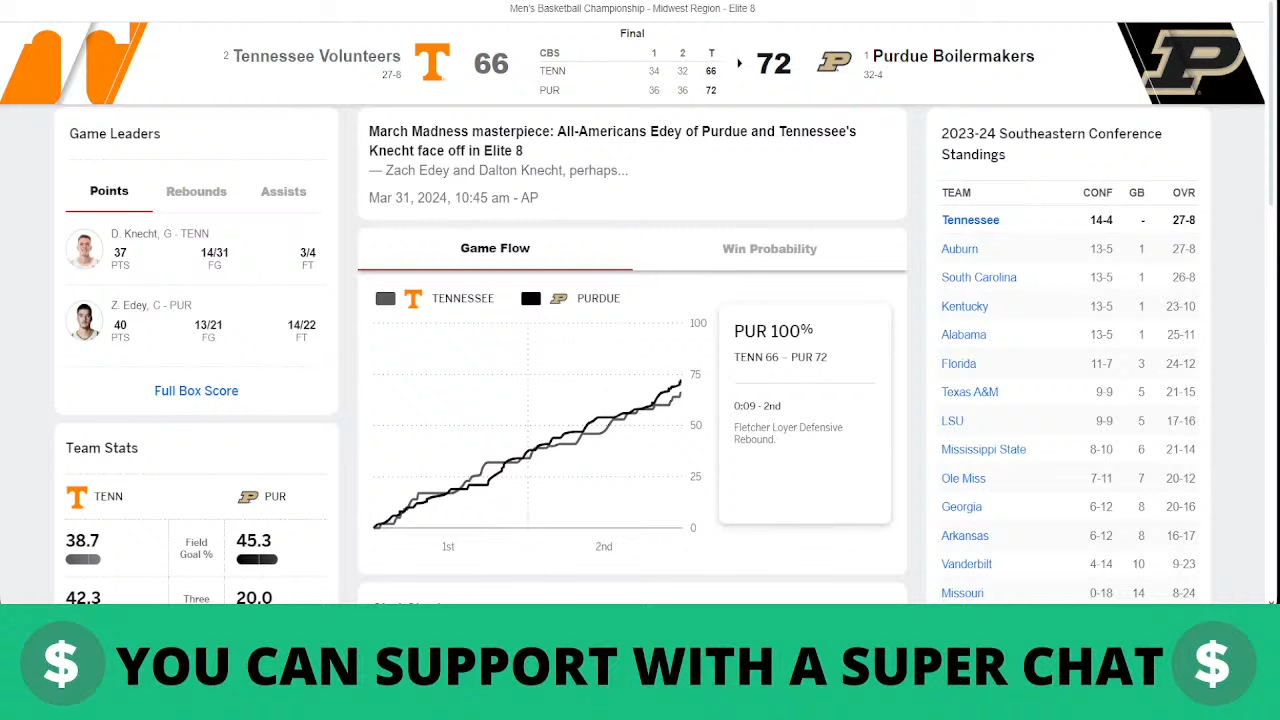 Men's Basketball Championship - Midwest Region - Elite 8
2 Tennessee Volunteers
27-8
T
66
Final
CBS 1 2 T
TENN 34 32 66
PUR 36 36 72
72
P
1 Purdue Boilermakers
32-4
P
Game Leaders
Points Rebounds Assists
D. Knecht, G - TENN
37 14/31 3/4
PTS FG FT
Z. Edey, C - PUR
40 13/21 14/22
PTS FG FT
Full Box Score
Team Stats
T TENN P PUR
38.7 Field Goal % 45.3
42.3 Three 20.0
March Madness masterpiece: All-Americans Edey of Purdue and Tennessee's
Knecht face off in Elite 8
— Zach Edey and Dalton Knecht, perhaps...
Mar 31, 2024, 10:45 am - AP
Game Flow Win Probability
T TENNESSEE P PURDUE
100
75
50
25
0
1st 2nd
PUR 100%
TENN 66 - PUR 72
0:09 - 2nd
Fletcher Loyer Defensive
Rebound.
2023-24 Southeastern Conference
Standings
TEAM CONF GB OVR
Tennessee 14-4 - 27-8
Auburn 13-5 1 27-8
South Carolina 13-5 1 26-8
Kentucky 13-5 1 23-10
Alabama 13-5 1 25-11
Florida 11-7 3 24-12
Texas A&M 9-9 5 21-15
LSU 9-9 5 17-16
Mississippi State 8-10 6 21-14
Ole Miss 7-11 7 20-12
Georgia 6-12 8 20-16
Arkansas 6-12 8 16-17
Vanderbilt 4-14 10 9-23
Missouri 0-18 14 8-24
$ YOU CAN SUPPORT WITH A SUPER CHAT $